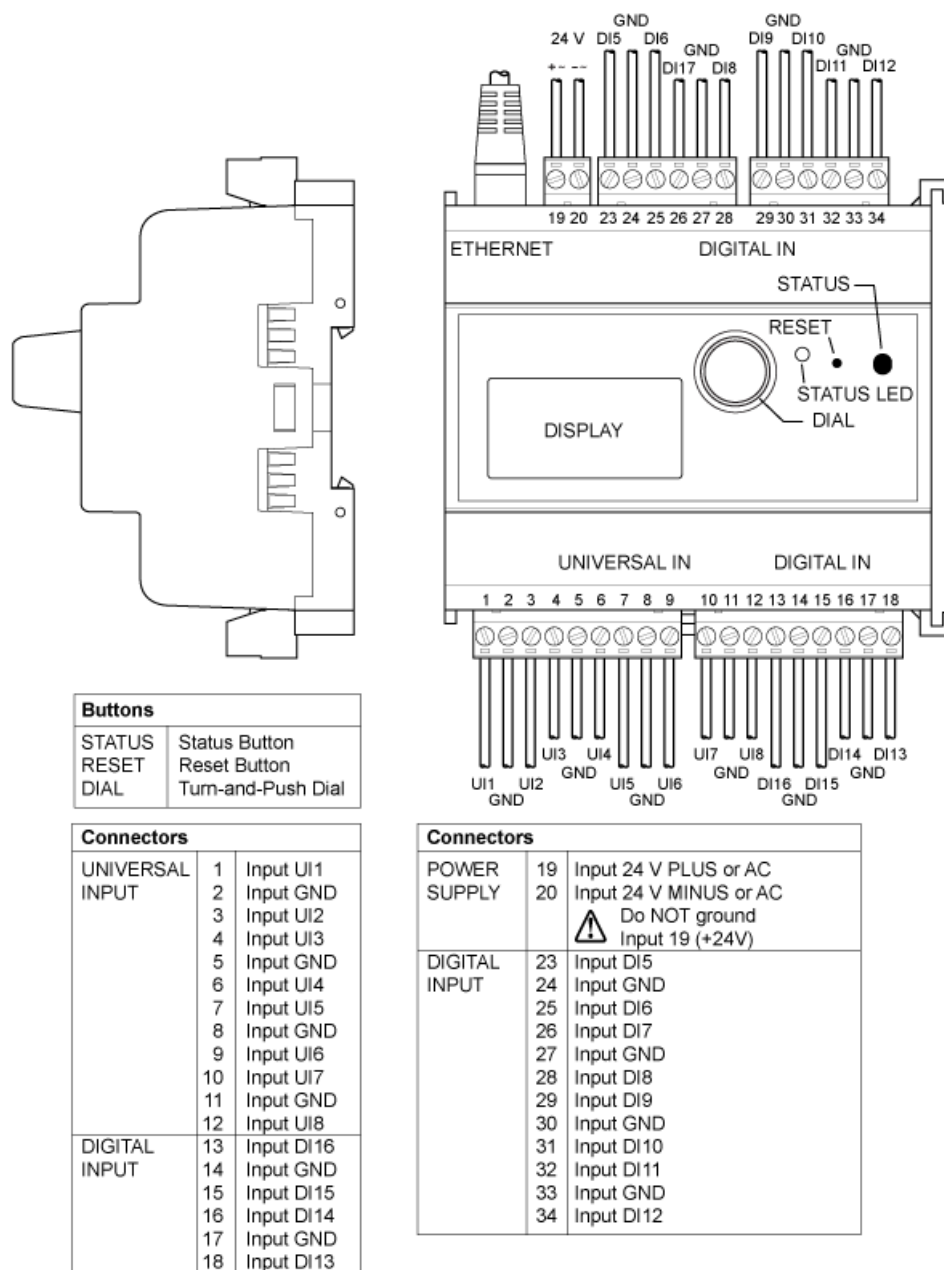 GND GND
24 V DI5 DI6 GND DI9 DI10 GND
+~ -~ DI17 DI8 DI11 DI12
19 20 23 24 25 26 27 28 29 30 31 32 33 34
ETHERNET DIGITAL IN
STATUS
RESET
STATUS LED
DIAL
DISPLAY
UNIVERSAL IN DIGITAL IN
1 2 3 4 5 6 7 8 9 10 11 12 13 14 15 16 17 18
UI3 UI4 UI7 UI8 DI14 DI13
GND GND GND
UI1 UI2 UI5 UI6 DI16 DI15
GND GND GND
Buttons
STATUS Status Button
RESET Reset Button
DIAL Turn-and-Push Dial
Connectors
UNIVERSAL 1 Input UI1
INPUT 2 Input GND
3 Input UI2
4 Input UI3
5 Input GND
6 Input UI4
7 Input UI5
8 Input GND
9 Input UI6
10 Input UI7
11 Input GND
12 Input UI8
DIGITAL 13 Input DI16
INPUT 14 Input GND
15 Input DI15
16 Input DI14
17 Input GND
18 Input DI13
Connectors
POWER 19 Input 24 V PLUS or AC
SUPPLY 20 Input 24 V MINUS or AC
Do NOT ground
Input 19 (+24V)
DIGITAL 23 Input DI5
INPUT 24 Input GND
25 Input DI6
26 Input DI7
27 Input GND
28 Input DI8
29 Input DI9
30 Input GND
31 Input DI10
32 Input DI11
33 Input GND
34 Input DI12